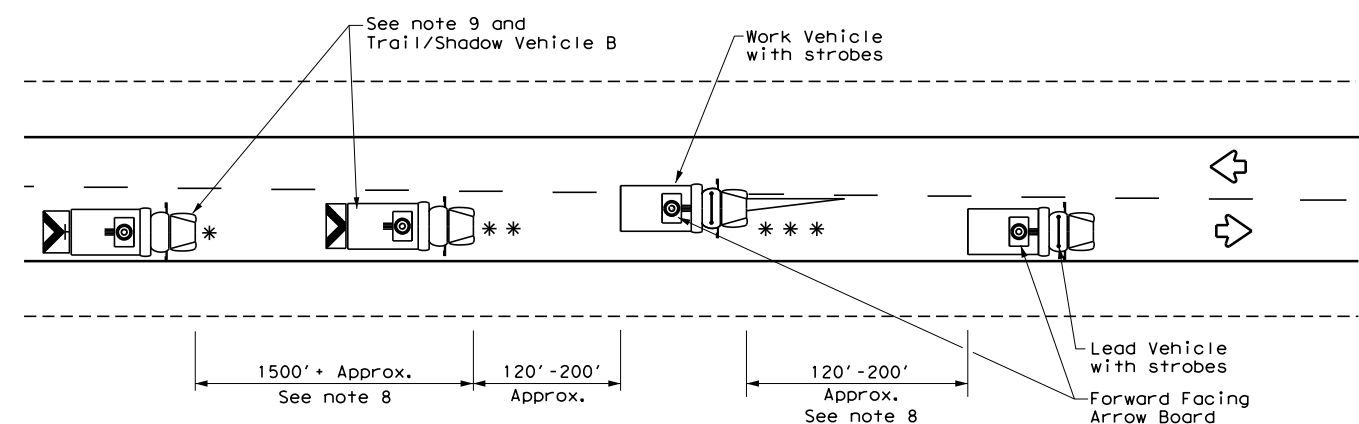 See note 9 and
Trail/Shadow Vehicle B
Work Vehicle
with strobes
*
* *
* * *
1500'+ Approx.
See note 8
120'-200'
Approx.
120'-200'
Approx.
See note 8
Lead Vehicle
with strobes
Forward Facing
Arrow Board